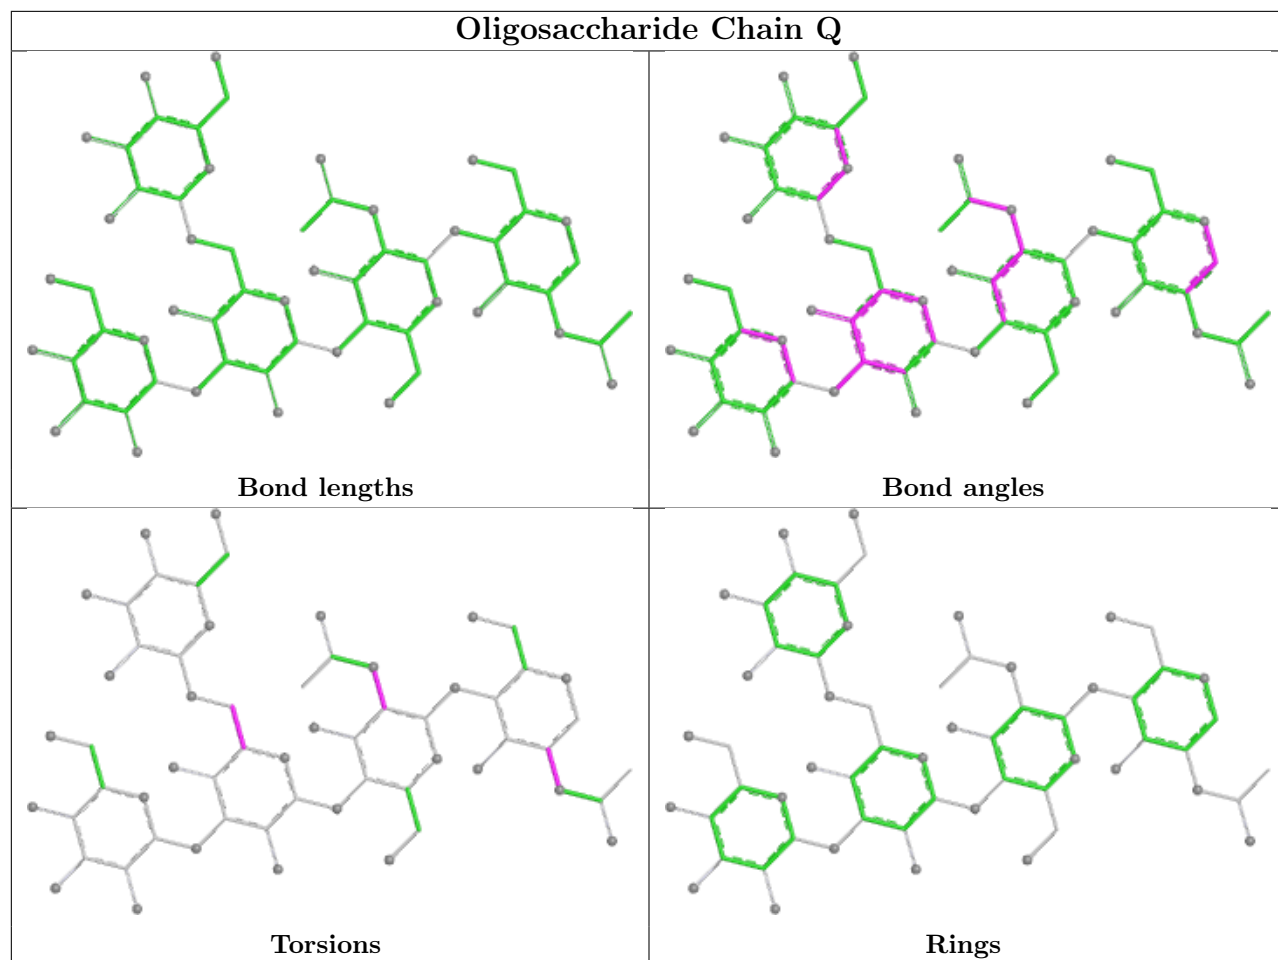 Oligosaccharide Chain Q
Bond lengths
Bond angles
Torsions
Rings